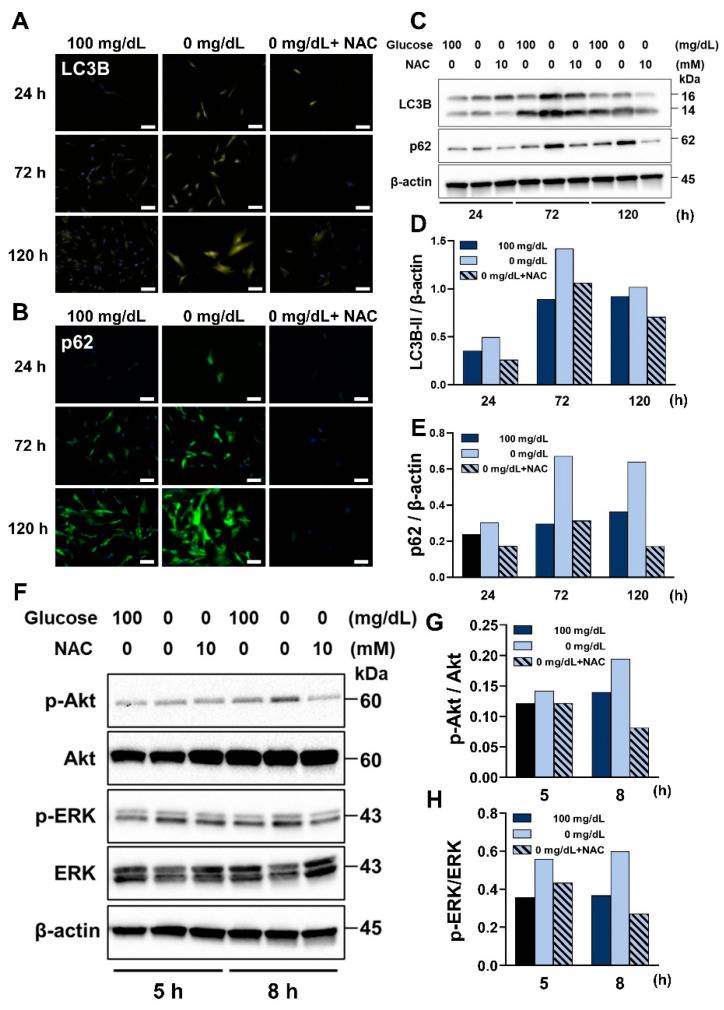 A
100 mg/dL 0 mg/dL 0 mg/dL+ NAC
LC3B
24 h
72 h
120 h
B
100 mg/dL 0 mg/dL 0 mg/dL+ NAC
p62
24 h
72 h
120 h
C
Glucose 100 0 0 100 0 0 100 0 0 (mg/dL)
NAC 0 0 10 0 0 10 0 0 10 (mM)
kDa
LC3B 16
14
p62 62
β-actin 45
24 72 120 (h)
D
LC3B-II / β-actin
1.5
1.0
0.5
0.0
100 mg/dL
0 mg/dL
0 mg/dL+NAC
24 72 120 (h)
E
p62 / β-actin
0.8
0.6
0.4
0.2
0.0
100 mg/dL
0 mg/dL
0 mg/dL+NAC
24 72 120 (h)
F
Glucose 100 0 0 100 0 0 (mg/dL)
NAC 0 0 10 0 0 10 (mM)
kDa
p-Akt 60
Akt 60
p-ERK 43
ERK 43
β-actin 45
5 h 8 h
G
p-Akt / Akt
0.25
0.20
0.15
0.10
0.05
0.00
100 mg/dL
0 mg/dL
0 mg/dL+NAC
5 8 (h)
H
p-ERK/ERK
0.8
0.6
0.4
0.2
0.0
100 mg/dL
0 mg/dL
0 mg/dL+NAC
5 8 (h)